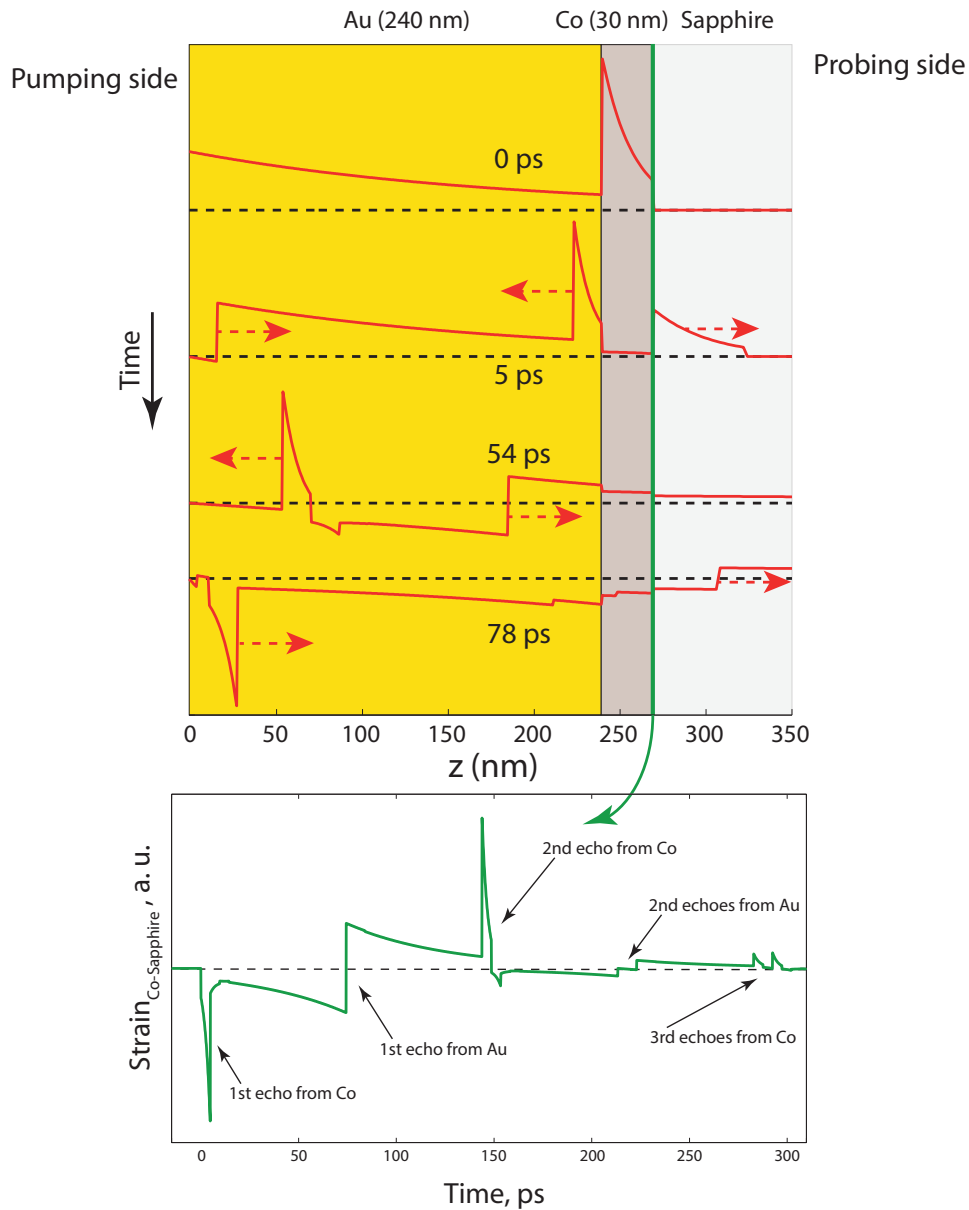 Au (240 nm) Co (30 nm) Sapphire
Pumping side
Probing side
0 ps
5 ps
Time
54 ps
78 ps
0 50 100 150 200 250 300 350
z (nm)
Strain Co-Sapphire, a. u.
2nd echo from Co
2nd echoes from Au
1st echo from Au
3rd echoes from Co
1st echo from Co
0 50 100 150 200 250 300
Time, ps